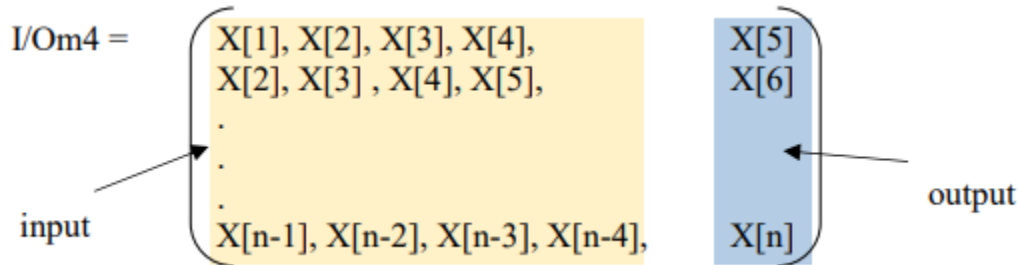 I/Om4 = X[1], X[2], X[3], X[4], X[5]
X[2], X[3] , X[4], X[5], X[6]
.
.
.
input
output
X[n-1], X[n-2], X[n-3], X[n-4], X[n]